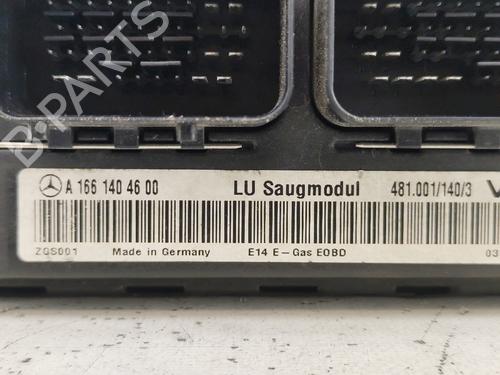 B-PARTS
A 166 140 46 00 LU Saugmodul 481.001/140/3 V
ZGS001 Made in Germany E14 E-Gas EOBD 03